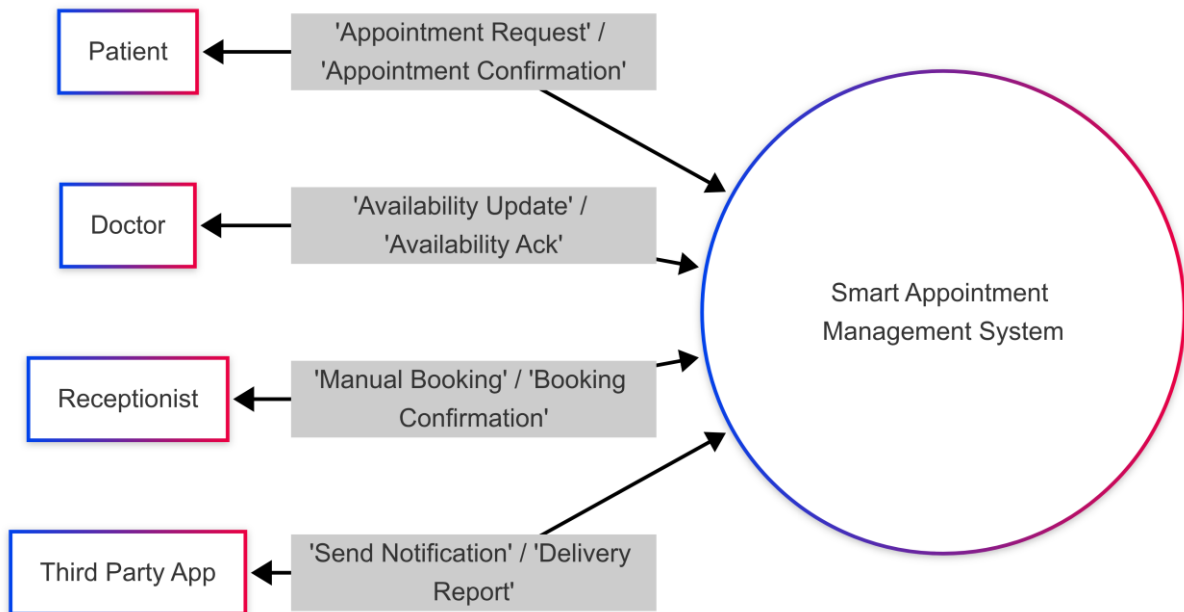 Patient
'Appointment Request' /
'Appointment Confirmation'
Doctor
'Availability Update' /
'Availability Ack'
Smart Appointment
Management System
Receptionist
'Manual Booking' / 'Booking
Confirmation'
Third Party App
'Send Notification' / 'Delivery
Report'